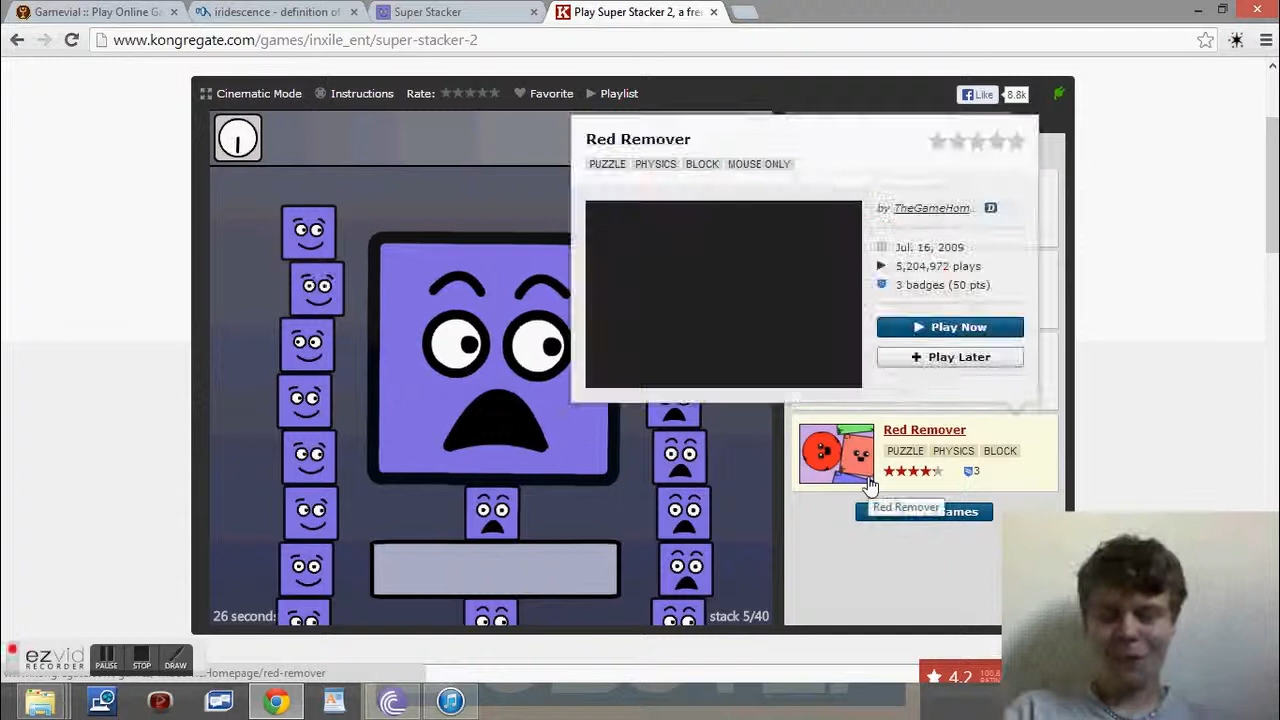 Gamevial :: Play Online G
iridescence - definition of
Super Stacker
Play Super Stacker 2, a fre
www.kongregate.com/games/inxile_ent/super-stacker-2
Cinematic Mode
Instructions
Rate:
Favorite
Playlist
Like
8.8k
Red Remover
PUZZLE PHYSICS BLOCK MOUSE ONLY
by TheGameHom..
D
Jul. 16, 2009
5,204,972 plays
3 badges (50 pts)
Play Now
Play Later
Red Remover
PUZZLE PHYSICS BLOCK
3
Red Remover
ames
26 second
stack 5/40
ezvid
RECORDER
PAUSE
STOP
DRAW
omepage/red-remover
4.2